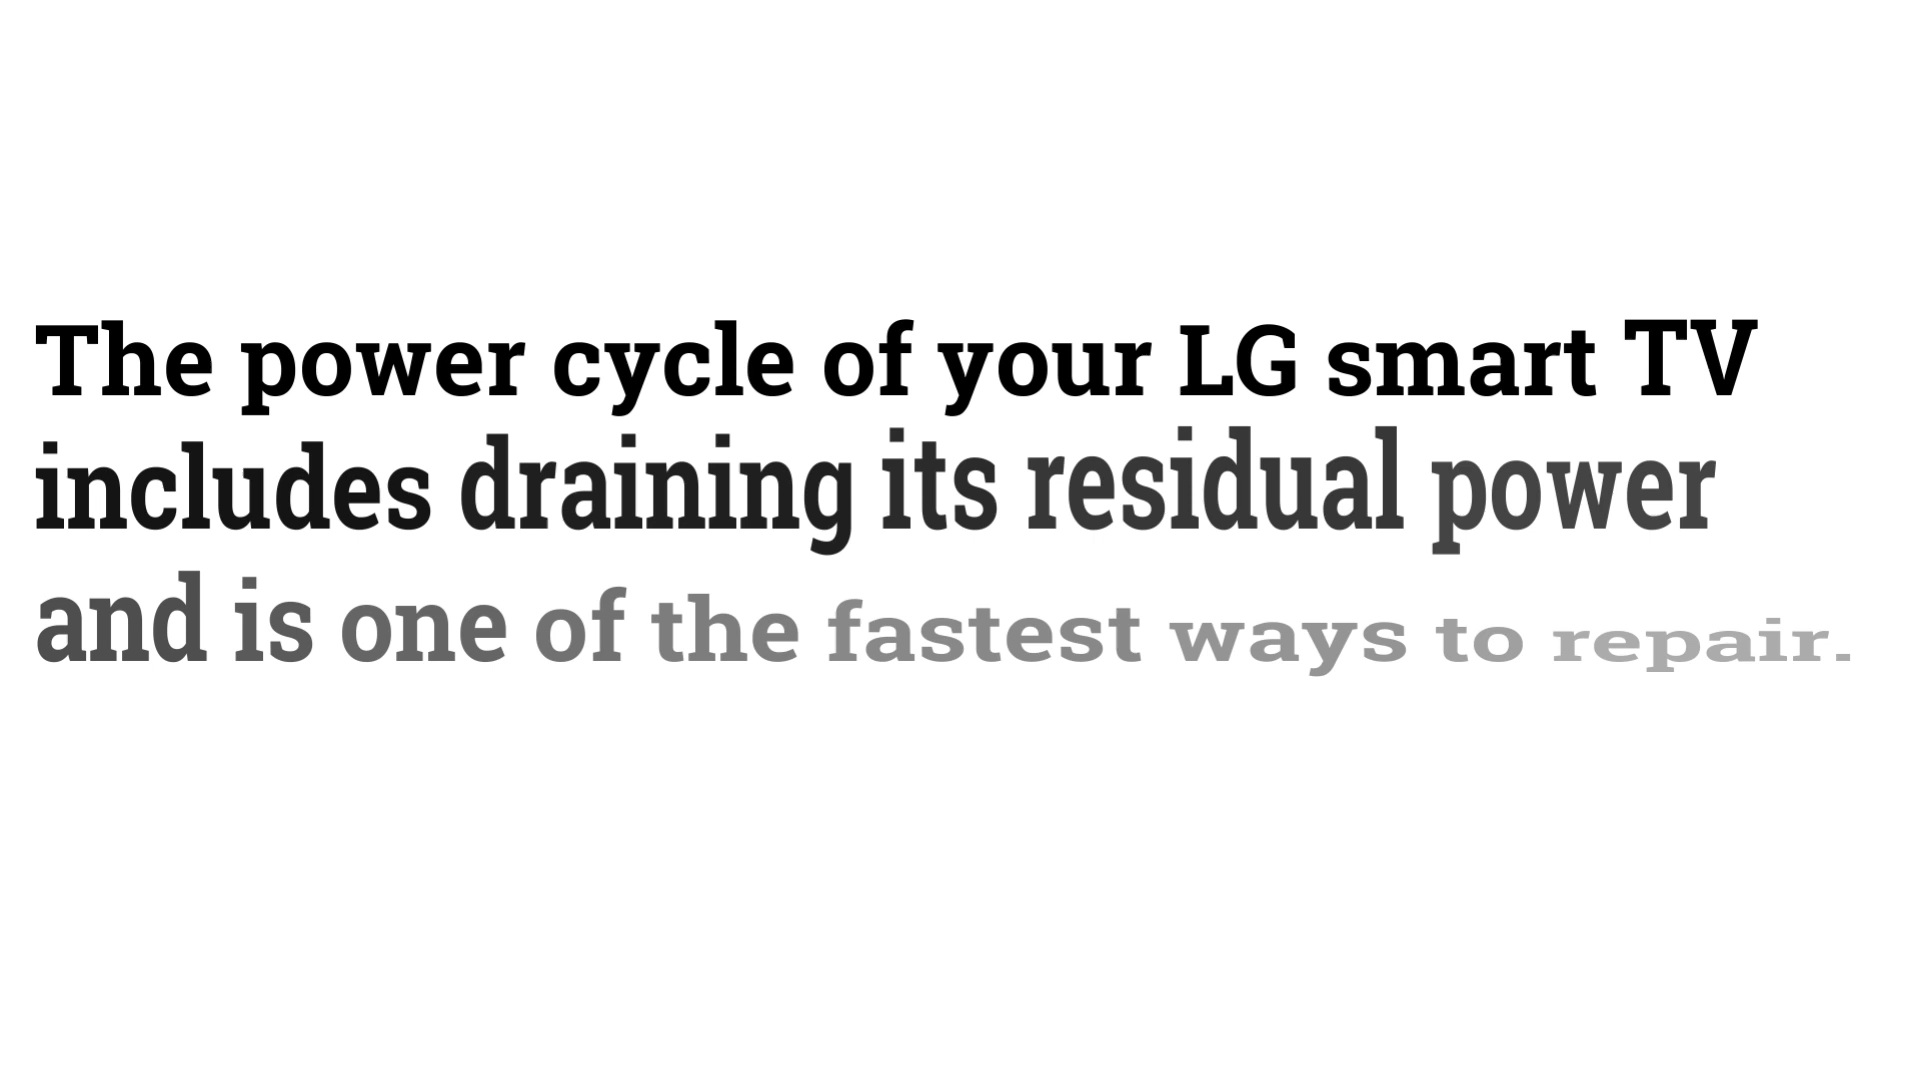 The power cycle of your LG smart TV
includes draining its residual power
and is one of the fastest ways to repair.